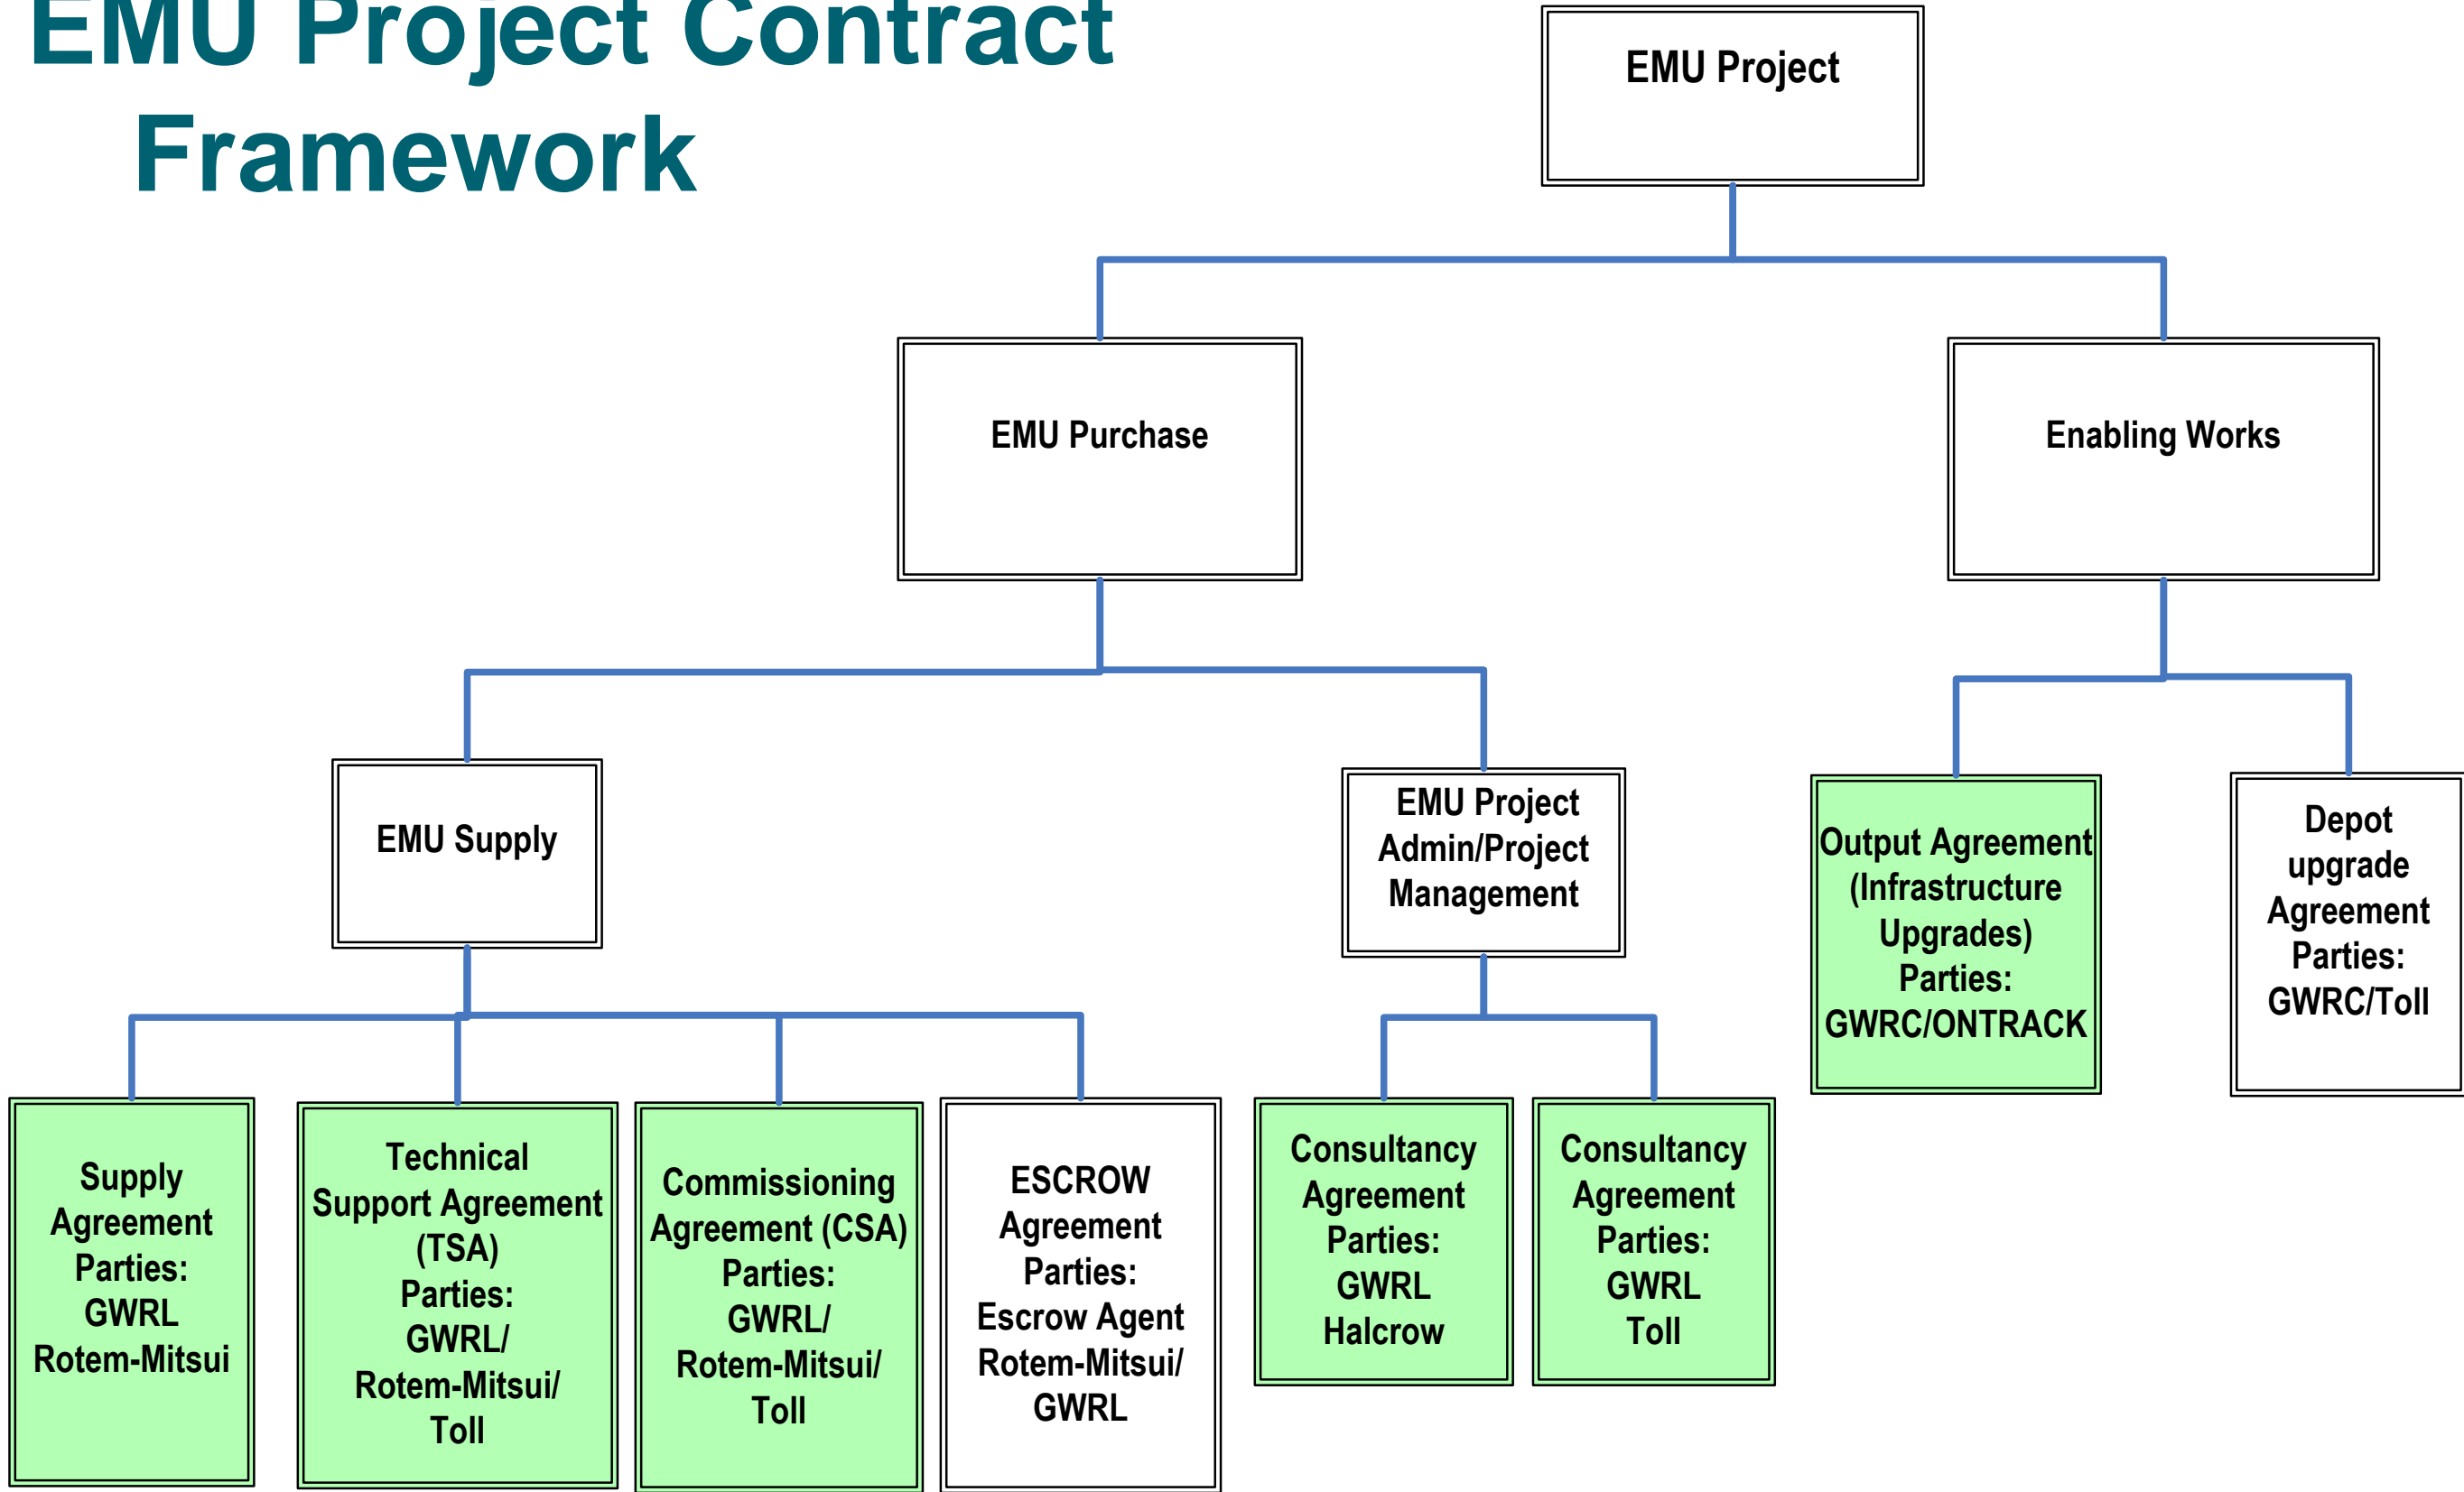 EMU Project Contract
Framework
EMU Project
EMU Purchase
Enabling Works
EMU Supply
EMU Project
Admin/Project
Management
Output Agreement
(Infrastructure
Upgrades)
Parties:
GWRC/ONTRACK
Depot
upgrade
Agreement
Parties:
GWRC/Toll
Supply
Agreement
Parties:
GWRL
Rotem-Mitsui
Technical
Support Agreement
(TSA)
Parties:
GWRL/
Rotem-Mitsui/
Toll
Commissioning
Agreement (CSA)
Parties:
GWRL/
Rotem-Mitsui/
Toll
ESCROW
Agreement
Parties:
Escrow Agent
Rotem-Mitsui/
GWRL
Consultancy
Agreement
Parties:
GWRL
Halcrow
Consultancy
Agreement
Parties:
GWRL
Toll